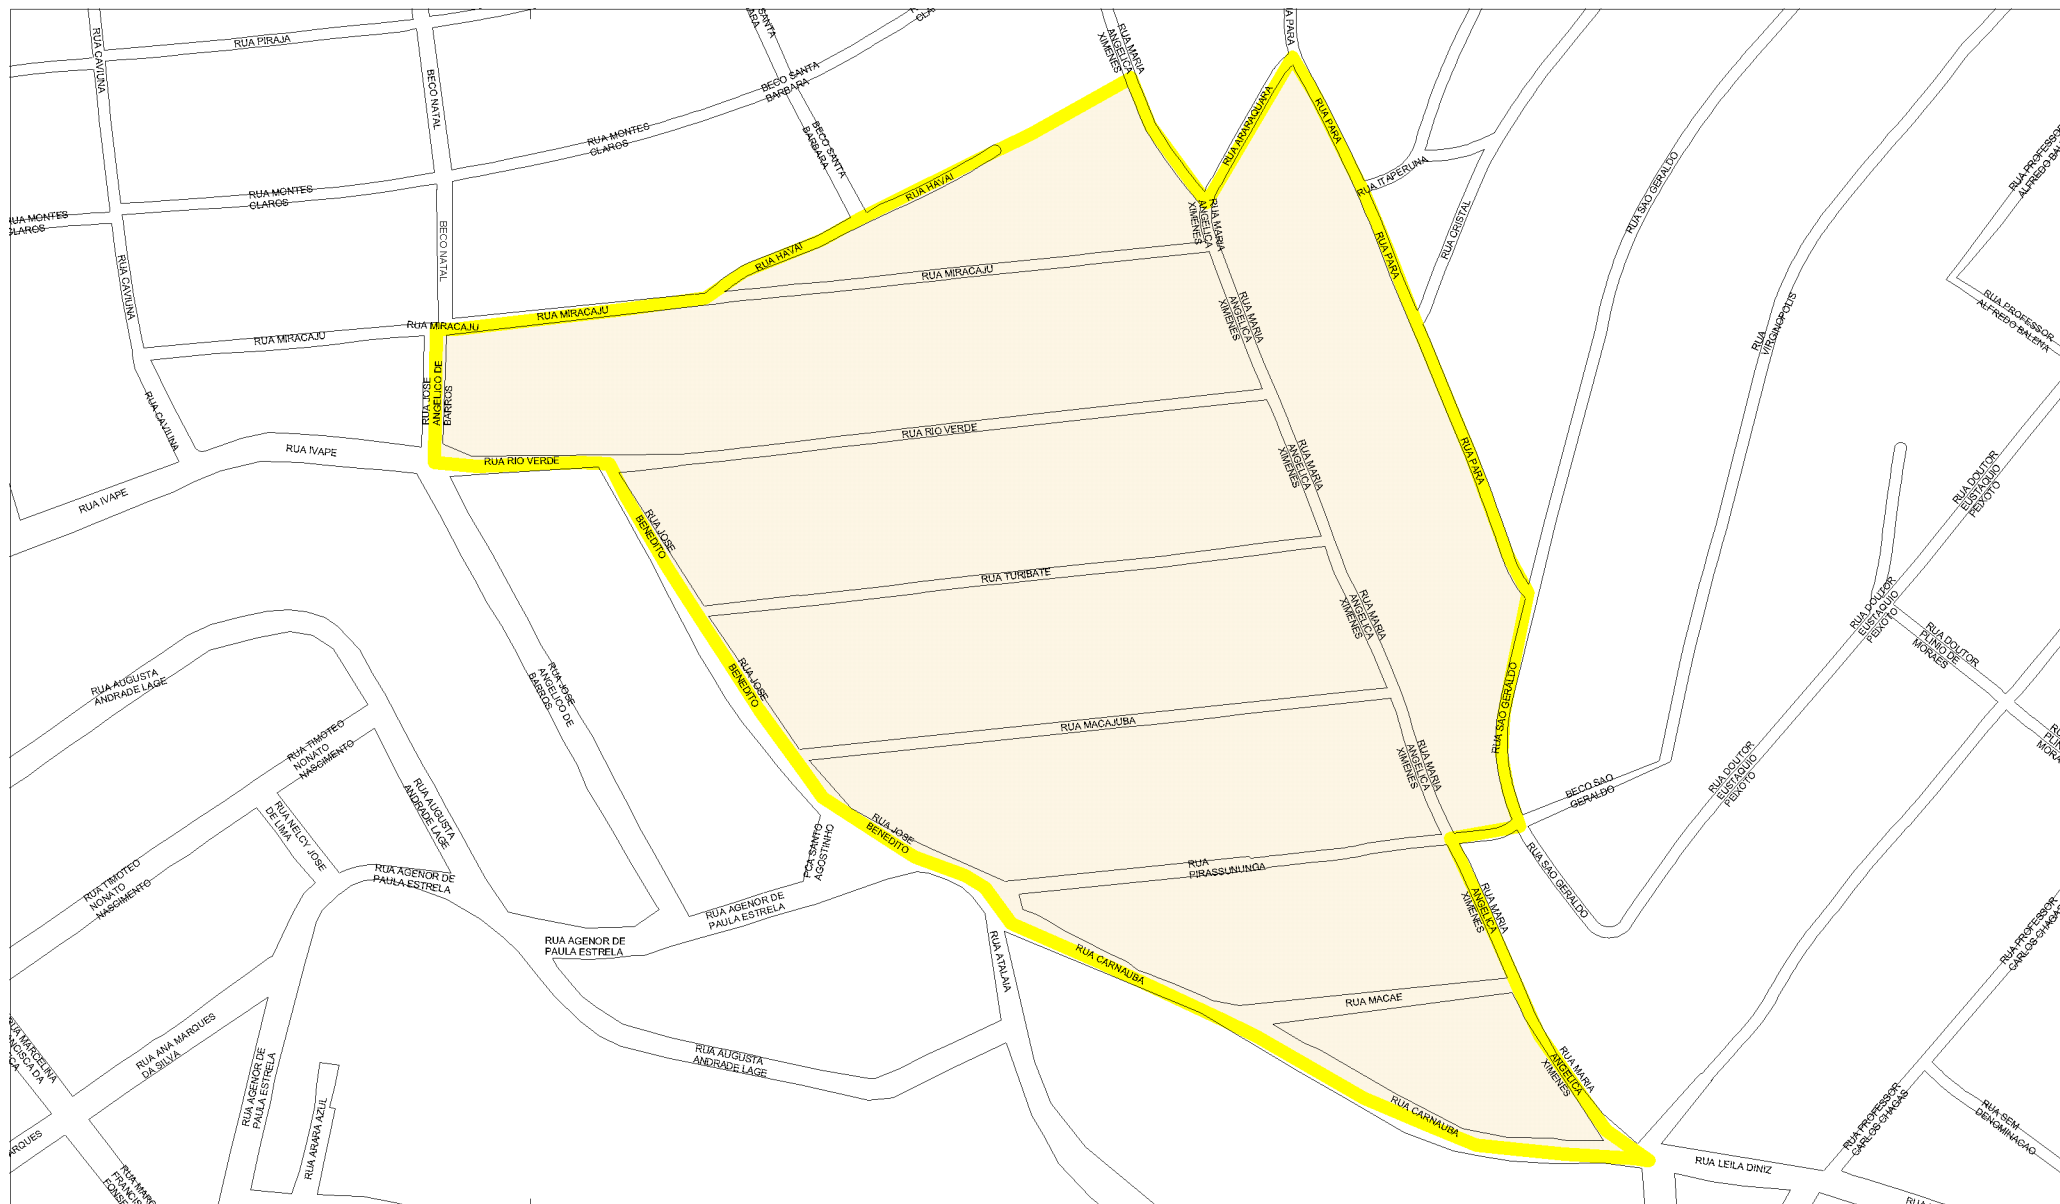 SANTA
RUA MARIA
ANGELICA
XIMENES
RUA CAVIUNA
RUA PIRAJA
BECO NATAL
BECO SANTA
BARBARA
BECO SANTA
BARBARA
RUA ARARAQUARA
RUA PARA
RUA MONTES
CLAROS
RUA MONTES
CLAROS
RUA MONTES
CLAROS
RUA HAVAI
RUA HAVAI
RUA ITAPERUNA
RUA CRISTAL
RUA SAO GERALDO
RUA PROFESSOR
RUA MARIA
ANGELICA
XIMENES
RUA PARA
BECO NATAL
RUA CAVIUNA
RUA MIRACAJU
RUA MIRACAJU
RUA MIRACAJU
RUA MIRACAJU
RUA MARIA
ANGELICA
XIMENES
RUA
VIRGINOPOLIS
RUA PROFESSOR
ALFREDO BALENA
RUA CAVIUNA
RUA JOSE
ANGELICO DE
BARROS
RUA IVAPE
RUA IVAPE
RUA RIO VERDE
RUA RIO VERDE
RUA MARIA
ANGELICA
XIMENES
RUA PARA
RUA DOUTOR
EUSTAQUIO
PEIXOTO
RUA JOSE
BENEDITO
RUA TURIBATE
RUA MARIA
ANGELICA
XIMENES
RUA DOUTOR
EUSTAQUIO
PEIXOTO
RUA DOUTOR
PLINIO DE
MORAES
RUA AUGUSTA
ANDRADE LAGE
RUA JOSE
ANGELICO DE
BARROS
RUA JOSE
BENEDITO
RUA MACAJUBA
RUA SAO GERALDO
RUA TIMOTEO
NONATO
NASCIMENTO
RUA AUGUSTA
ANDRADE LAGE
RUA MARIA
ANGELICA
XIMENES
BECO SAO
GERALDO
RUA DOUTOR
EUSTAQUIO
PEIXOTO
RUA NELCY JOSE
DE LIMA
RUA JOSE
BENEDITO
PCA SANTO
AGOSTINHO
RUA
PIRASSUNUNGA
RUA SAO GERALDO
RUA TIMOTEO
NONATO
NASCIMENTO
RUA AGENOR DE
PAULA ESTRELA
RUA AGENOR DE
PAULA ESTRELA
RUA AGENOR DE
PAULA ESTRELA
RUA MARIA
ANGELICA
XIMENES
RUA PROFESSOR
CARLOS CHAGAS
RUA ATALAIA
RUA CARNAUBA
RUA MACAE
RUA ANA MARQUES
DA SILVA
RUA AGENOR DE
PAULA ESTRELA
RUA AUGUSTA
ANDRADE LAGE
RUA MARIA
ANGELICA
XIMENES
RUA CARNAUBA
RUA ARARA AZUL
RUA PROFESSOR
CARLOS CHAGAS
RUA SEM
DENOMINACAO
RUA LEILA DINIZ